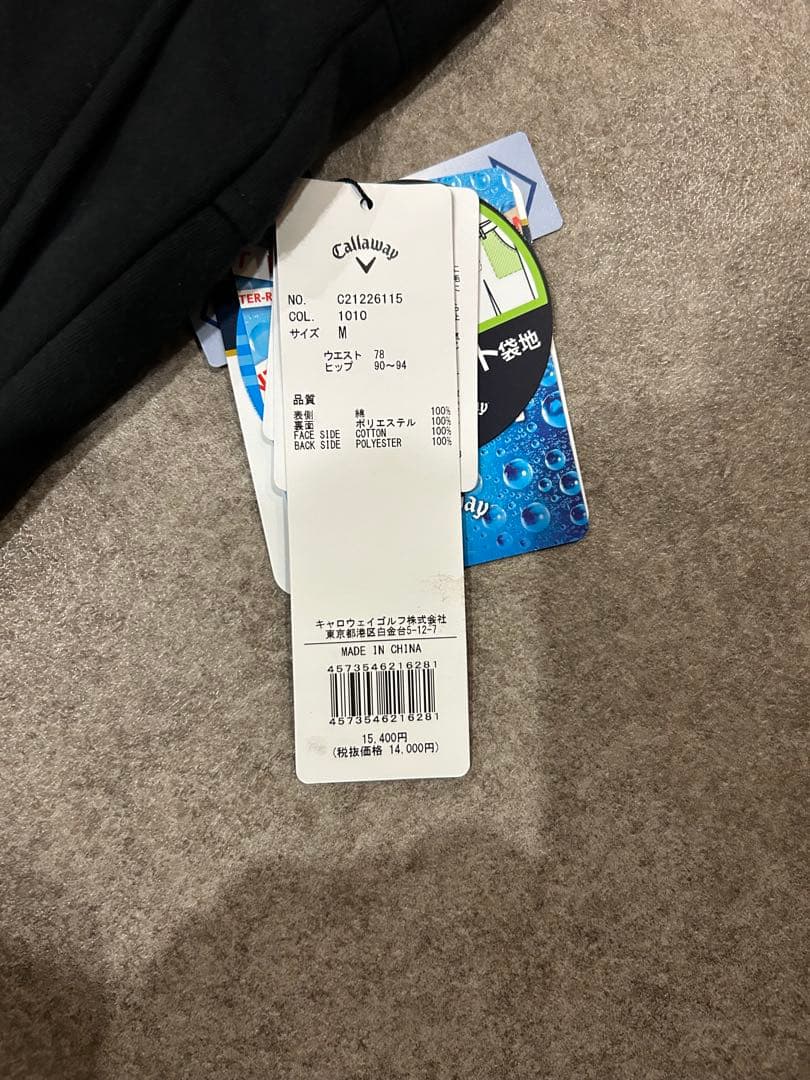 Callaway
NO. C21226115
COL. 1010
サイズ M
ウエスト 78
ヒップ 90～94
品質
表側 綿 100%
裏面 ポリエステル 100%
FACE SIDE COTTON 100%
BACK SIDE POLYESTER 100%
キャロウェイゴルフ株式会社
東京都港区白金台5-12-7
MADE IN CHINA
4573546216281
4573546216281
15,400円
(税抜価格 14,000円)
TER-R
ト袋地
ay